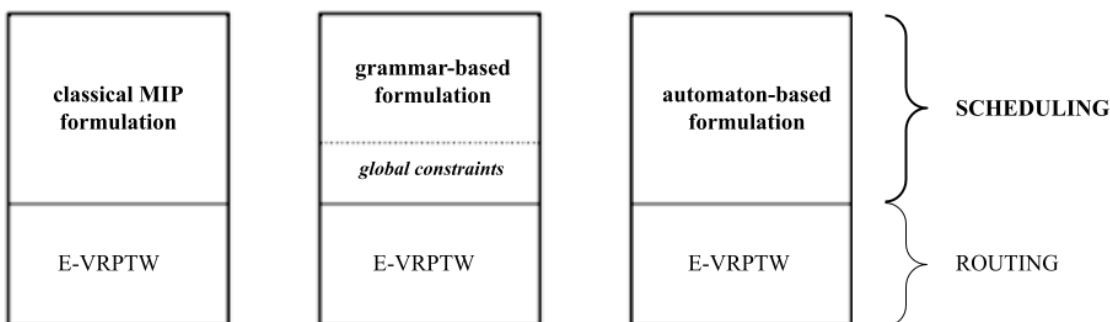 classical MIP
formulation
grammar-based
formulation
global constraints
automaton-based
formulation
SCHEDULING
E-VRPTW
E-VRPTW
E-VRPTW
ROUTING